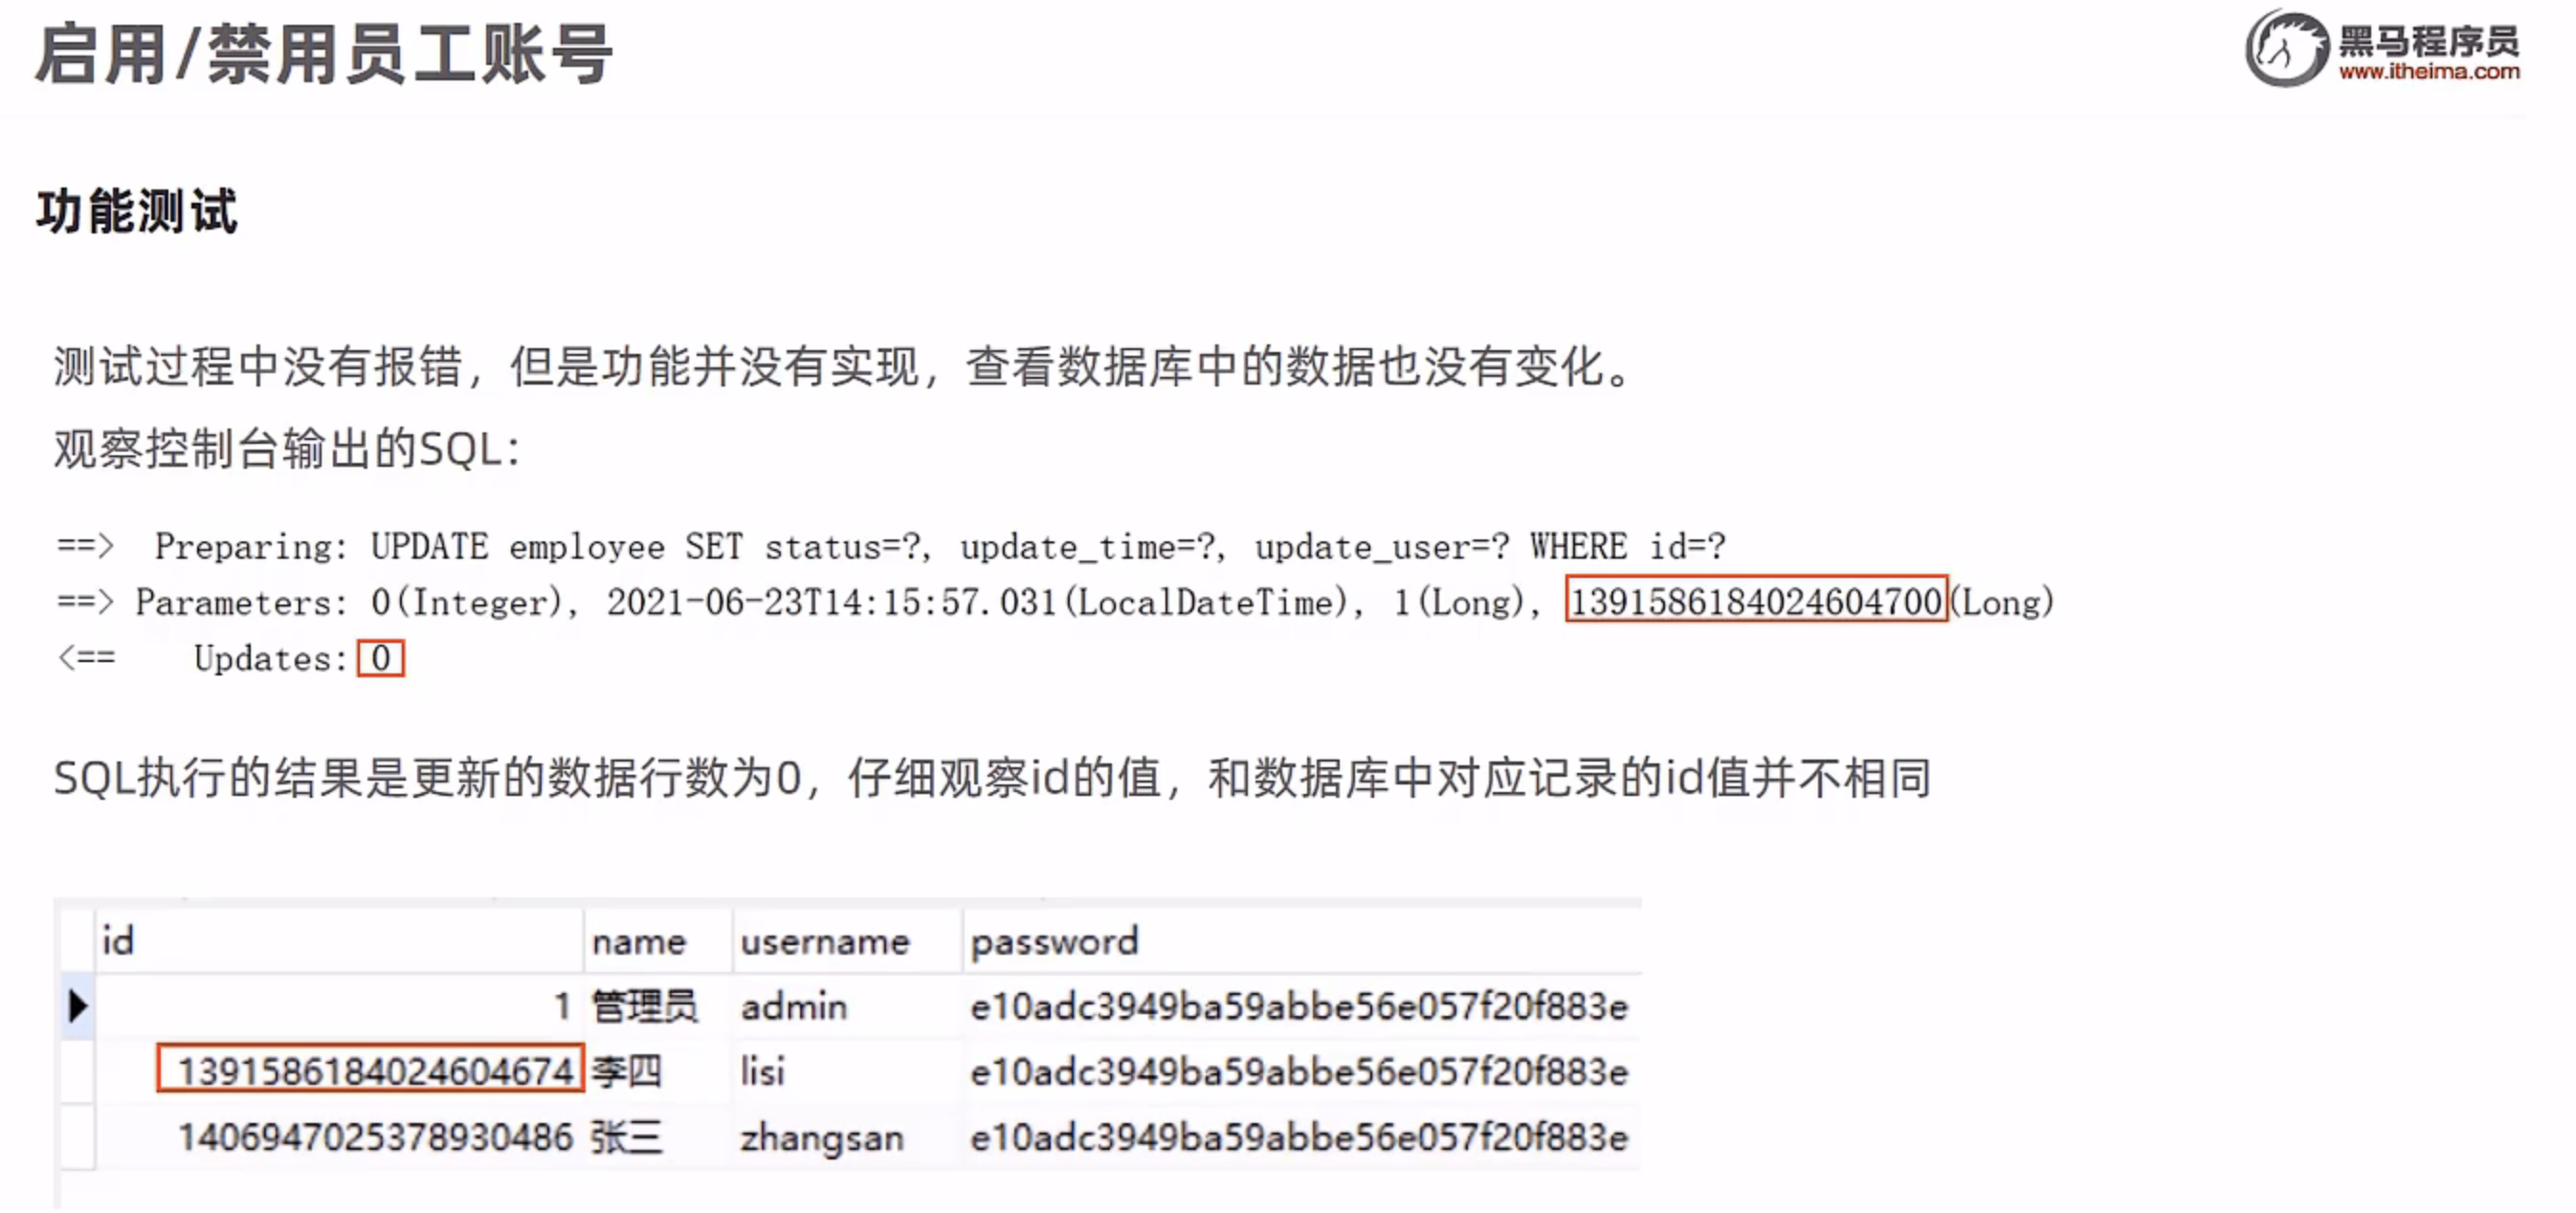 启用/禁用员工账号
黑马程序员
www.itheima.com
功能测试
测试过程中没有报错，但是功能并没有实现，查看数据库中的数据也没有变化。
观察控制台输出的SQL：
==>  Preparing: UPDATE employee SET status=?, update_time=?, update_user=? WHERE id=?
==> Parameters: 0(Integer), 2021-06-23T14:15:57.031(LocalDateTime), 1(Long), 1391586184024604700(Long)
<==    Updates: 0
SQL执行的结果是更新的数据行数为0，仔细观察id的值，和数据库中对应记录的id值并不相同
id name username password
1 管理员 admin e10adc3949ba59abbe56e057f20f883e
1391586184024604674 李四 lisi e10adc3949ba59abbe56e057f20f883e
1406947025378930486 张三 zhangsan e10adc3949ba59abbe56e057f20f883e